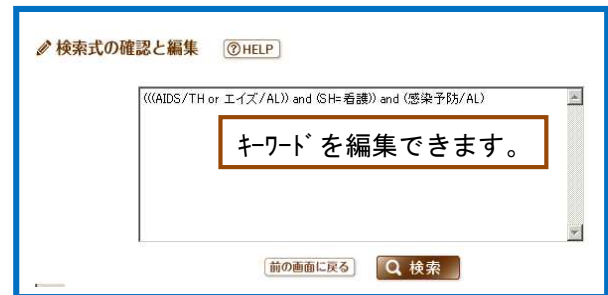 検索式の確認と編集 ?HELP
(((AIDS/TH or エイズ/AL)) and (SH=看護)) and (感染予防/AL)
ｷｰﾜｰﾄﾞを編集できます。
前の画面に戻る 検索